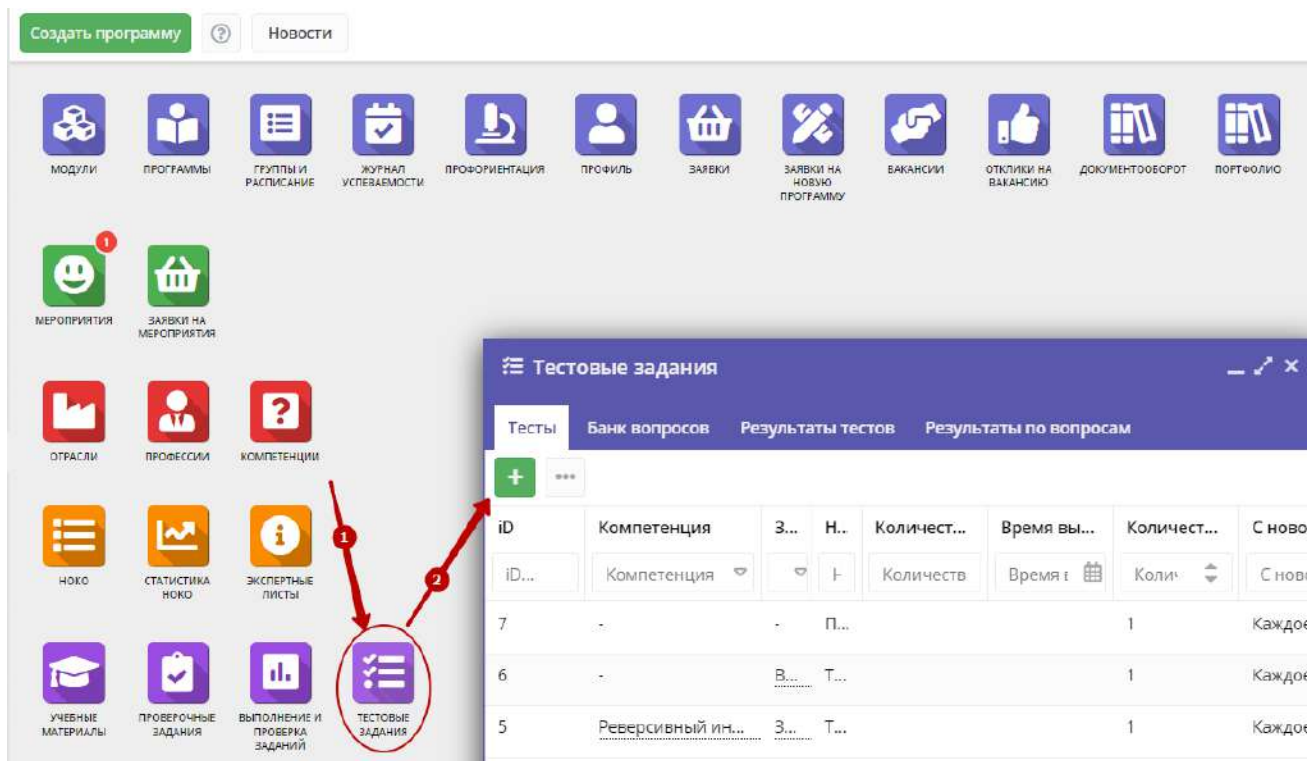 Создать программу
Новости
МОДУЛИ
ПРОГРАММЫ
ГРУППЫ И
РАСПИСАНИЕ
ЖУРНАЛ
УСПЕВАЕМОСТИ
ПРОФОРИЕНТАЦИЯ
ПРОФИЛЬ
ЗАЯВКИ
ЗАЯВКИ НА
НОВУЮ
ПРОГРАММУ
ВАКАНСИИ
ОТКЛИКИ НА
ВАКАНСИЮ
ДОКУМЕНТООБОРОТ
ПОРТФОЛИО
1
МЕРОПРИЯТИЯ
ЗАЯВКИ НА
МЕРОПРИЯТИЯ
ОТРАСЛИ
ПРОФЕССИИ
КОМПЕТЕНЦИИ
НОКО
СТАТИСТИКА
НОКО
ЭКСПЕРТНЫЕ
ЛИСТЫ
1
2
УЧЕБНЫЕ
МАТЕРИАЛЫ
ПРОВЕРОЧНЫЕ
ЗАДАНИЯ
ВЫПОЛНЕНИЕ И
ПРОВЕРКА
ЗАДАНИЙ
ТЕСТОВЫЕ
ЗАДАНИЯ
Тестовые задания
Тесты Банк вопросов Результаты тестов Результаты по вопросам
iD Компетенция З... Н... Количест... Время вы... Количест... С ново
iD... Компетенция Количеств Время Колич С нов
7 - - П... 1 Каждое
6 - В... Т... 1 Каждое
5 Реверсивный ин... З... Т... 1 Каждое